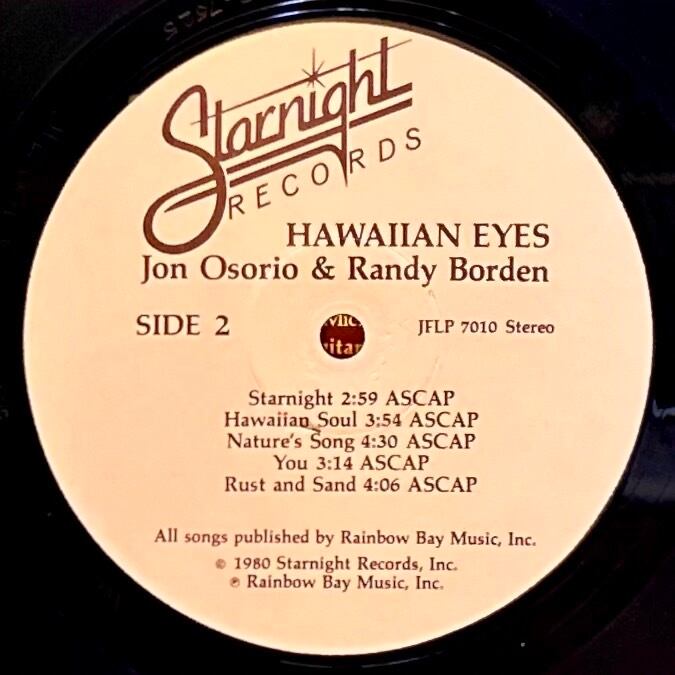 Starnight
RECORDS
HAWAIIAN EYES
Jon Osorio & Randy Borden
SIDE 2
JFLP 7010 Stereo
Starnight 2:59 ASCAP
Hawaiian Soul 3:54 ASCAP
Nature's Song 4:30 ASCAP
You 3:14 ASCAP
Rust and Sand 4:06 ASCAP
All songs published by Rainbow Bay Music, Inc.
© 1980 Starnight Records, Inc.
℗ Rainbow Bay Music, Inc.